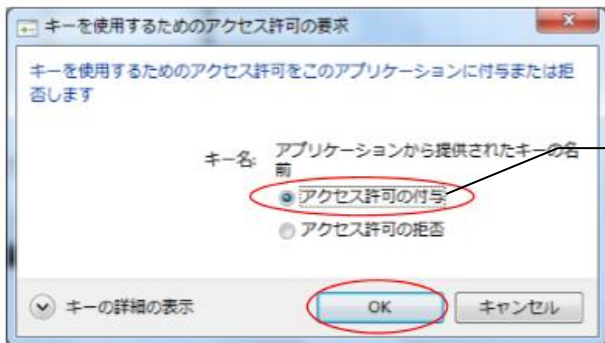 キーを使用するためのアクセス許可の要求
キーを使用するためのアクセス許可をこのアプリケーションに付与または拒
否します
キー名: アプリケーションから提供されたキーの名
前
アクセス許可の付与
アクセス許可の拒否
キーの詳細の表示 OK キャンセル